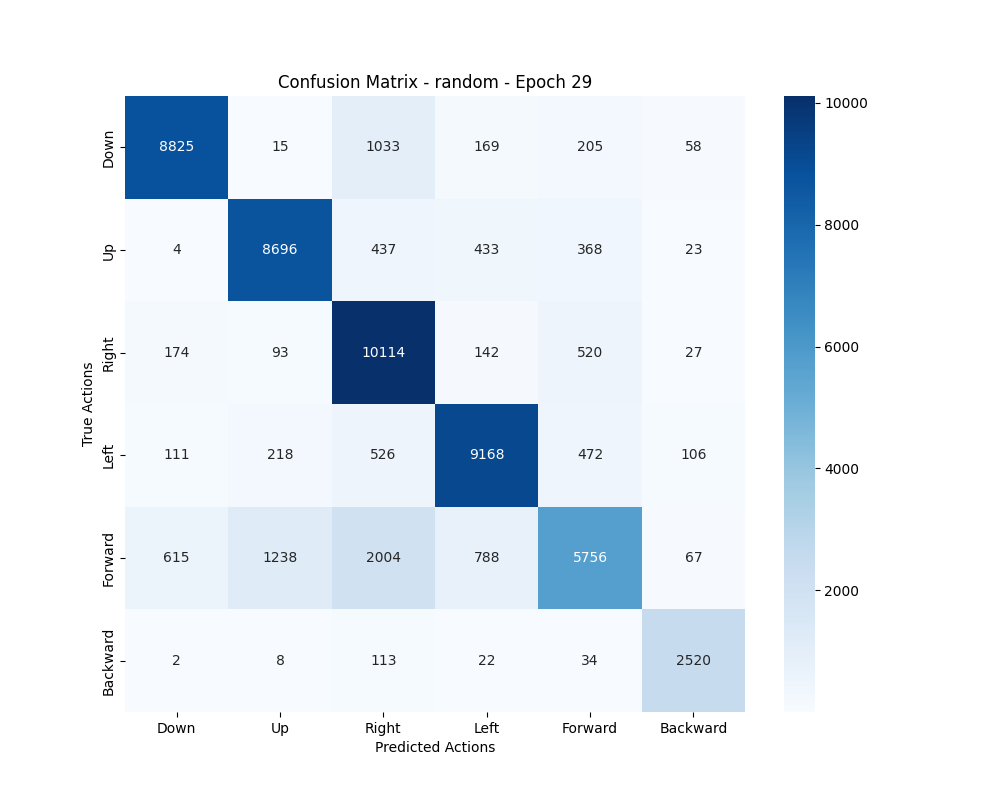 Confusion Matrix - random - Epoch 29
Down 8825 15 1033 169 205 58
Up 4 8696 437 433 368 23
Right 174 93 10114 142 520 27
Left 111 218 526 9168 472 106
Forward 615 1238 2004 788 5756 67
Backward 2 8 113 22 34 2520
Down Up Right Left Forward Backward
Predicted Actions
True Actions
10000
8000
6000
4000
2000